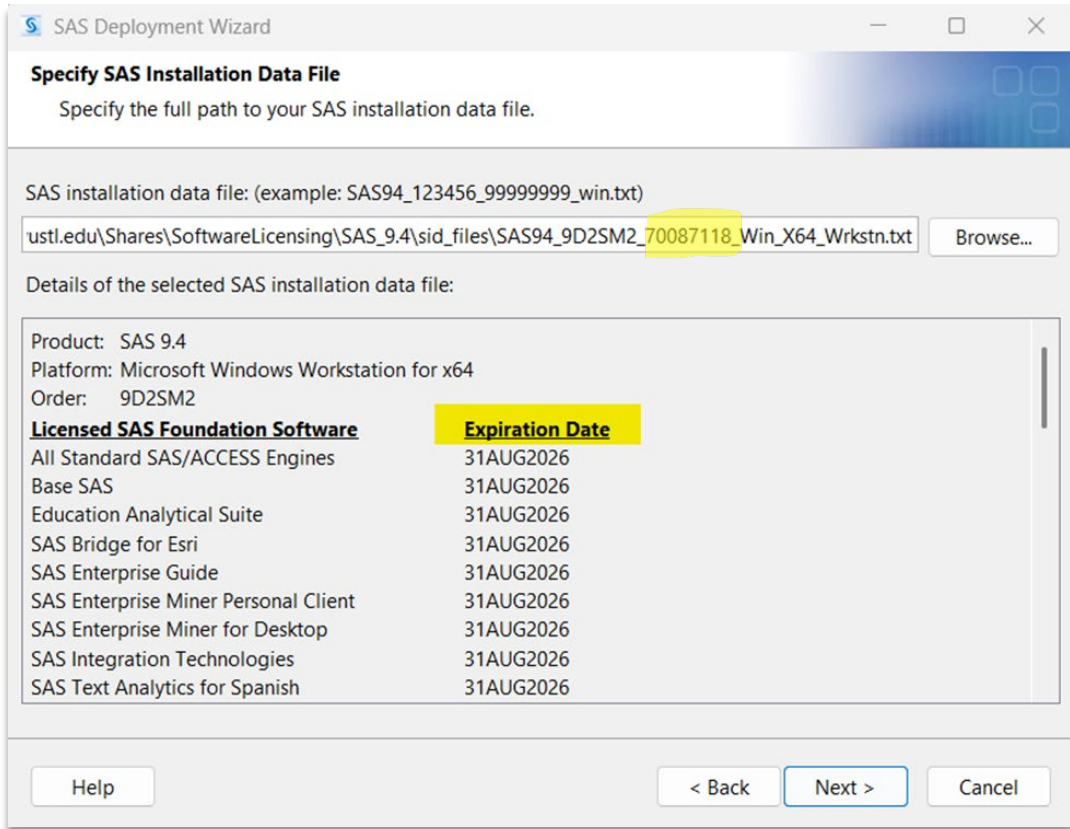 SAS Deployment Wizard
Specify SAS Installation Data File
Specify the full path to your SAS installation data file.
SAS installation data file: (example: SAS94_123456_99999999_win.txt)
ustl.edu\Shares\SoftwareLicensing\SAS_9.4\sid_files\SAS94_9D2SM2_70087118_Win_X64_Wrkstn.txt Browse...
Details of the selected SAS installation data file:
Product: SAS 9.4
Platform: Microsoft Windows Workstation for x64
Order: 9D2SM2
Licensed SAS Foundation Software Expiration Date
All Standard SAS/ACCESS Engines 31AUG2026
Base SAS 31AUG2026
Education Analytical Suite 31AUG2026
SAS Bridge for Esri 31AUG2026
SAS Enterprise Guide 31AUG2026
SAS Enterprise Miner Personal Client 31AUG2026
SAS Enterprise Miner for Desktop 31AUG2026
SAS Integration Technologies 31AUG2026
SAS Text Analytics for Spanish 31AUG2026
Help < Back Next > Cancel